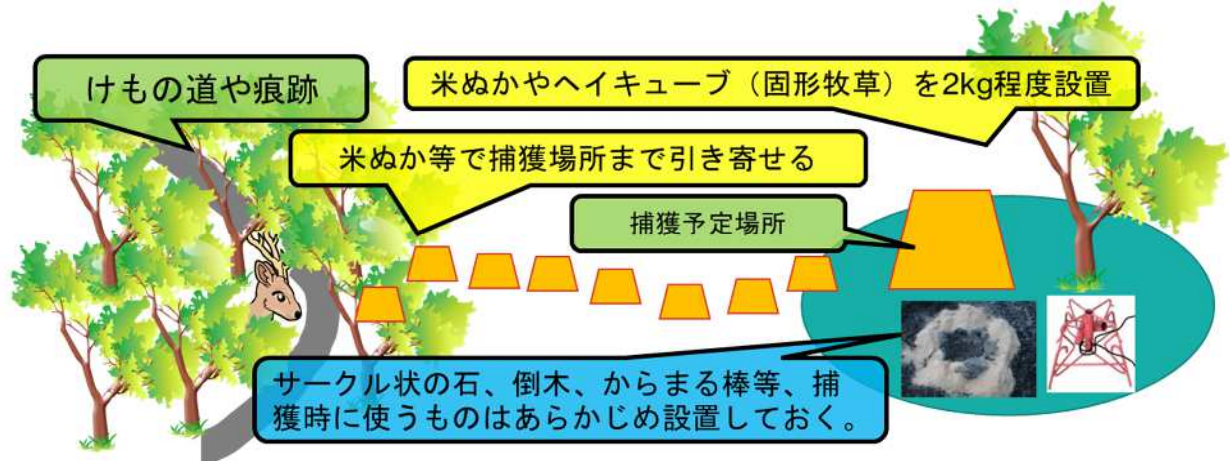 けもの道や痕跡
米ぬかやヘイキューブ（固形牧草）を2kg程度設置
米ぬか等で捕獲場所まで引き寄せる
捕獲予定場所
サークル状の石、倒木、からまる棒等、捕
獲時に使うものはあらかじめ設置しておく。